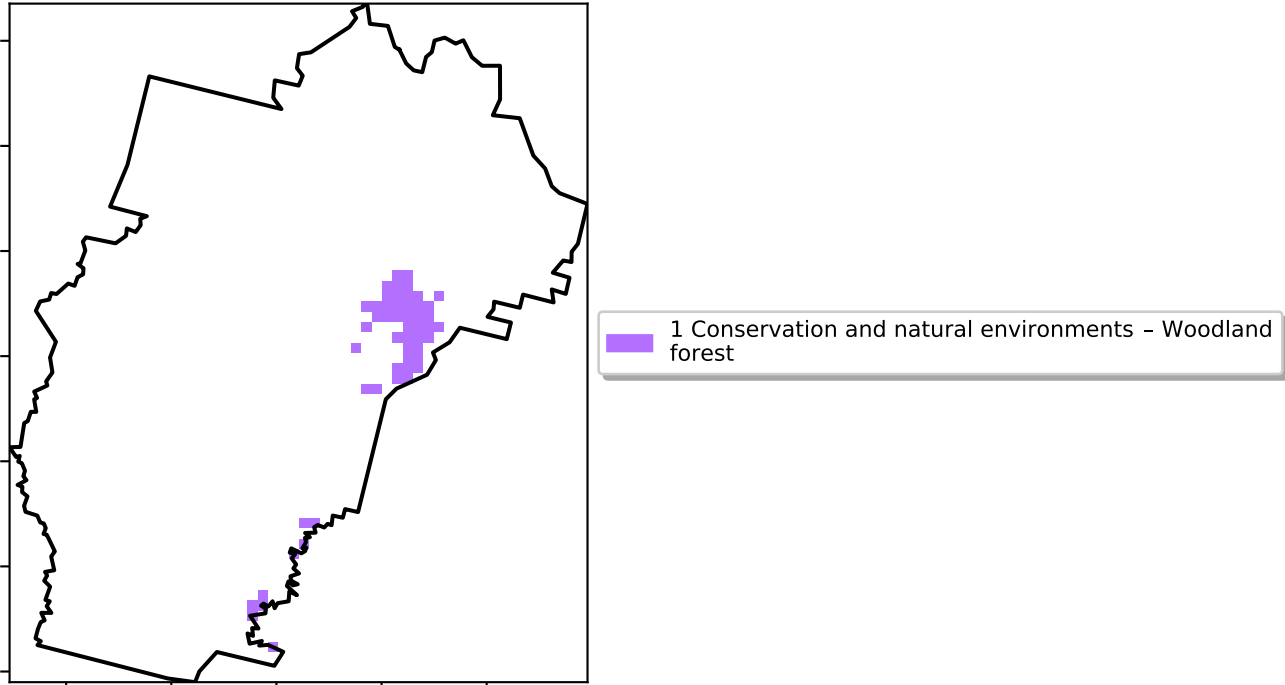 1 Conservation and natural environments – Woodland
forest